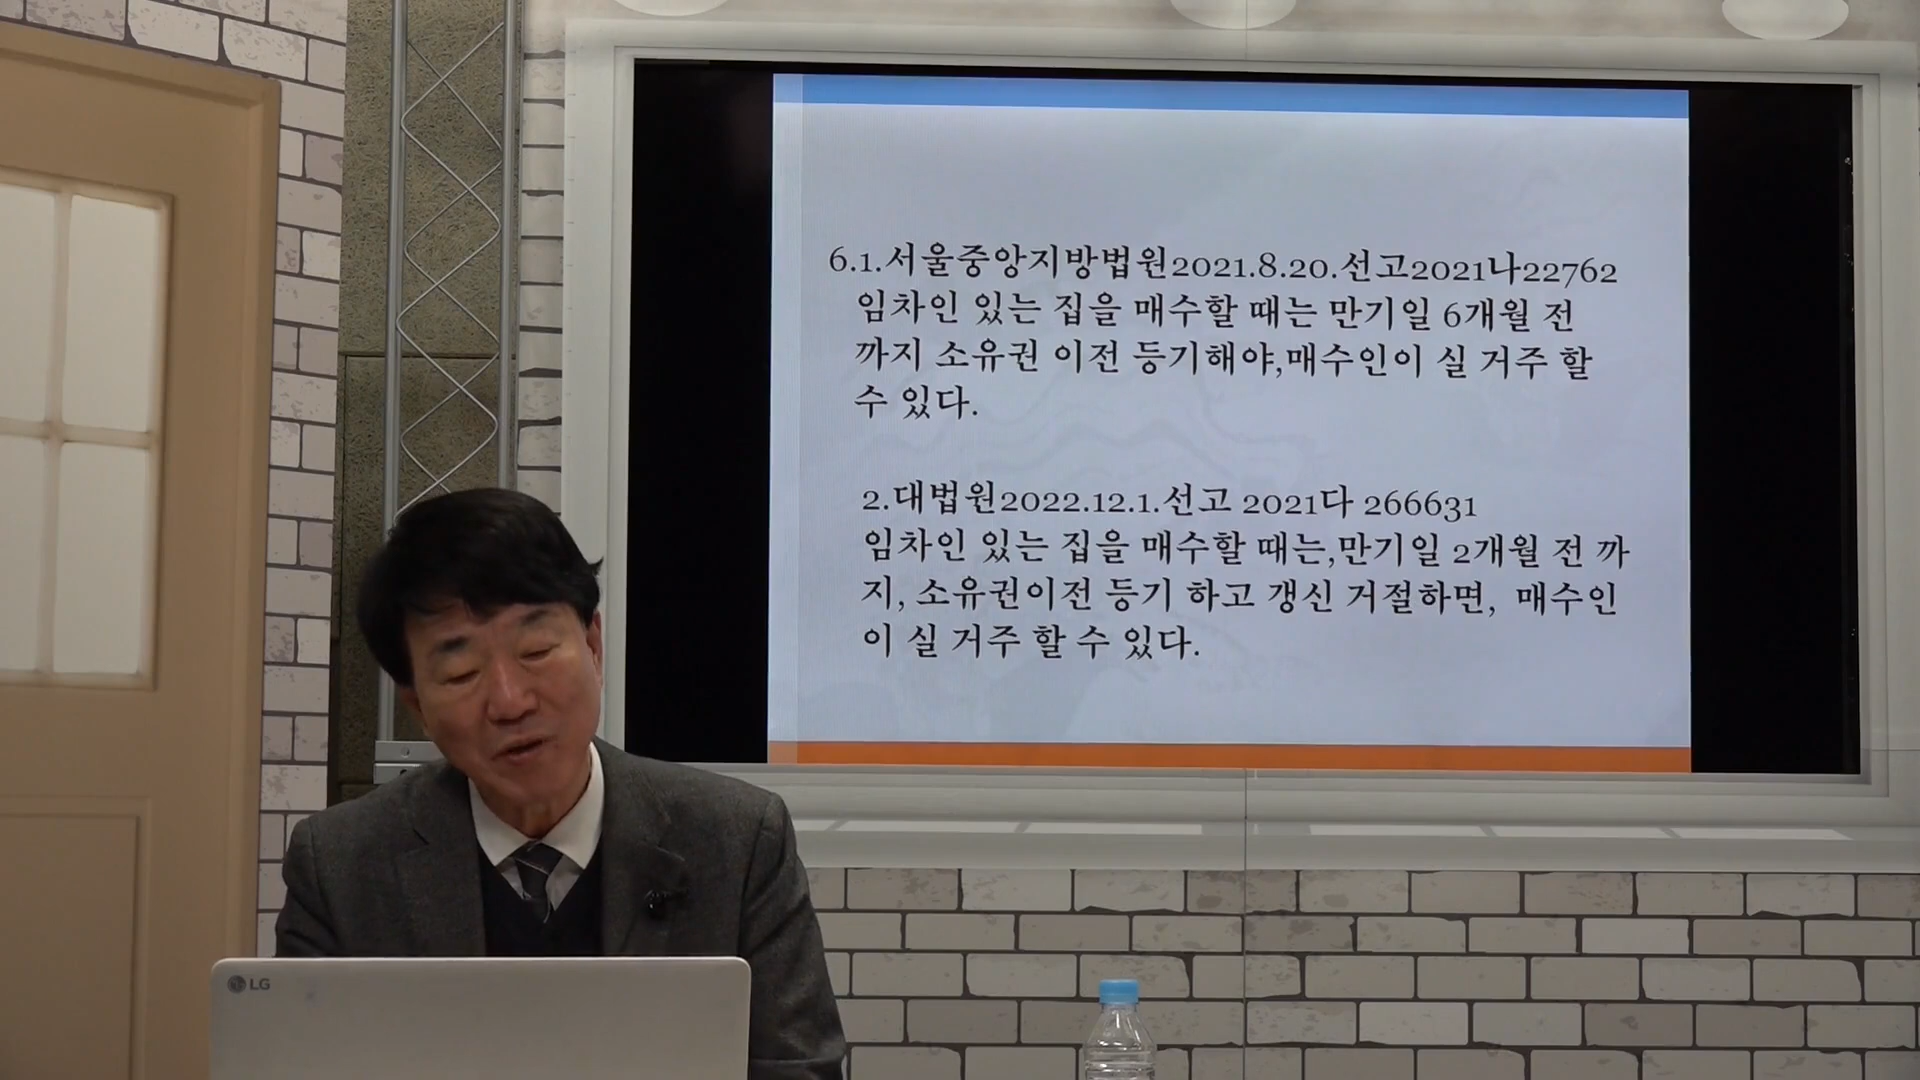 6.1.서울중앙지방법원2021.8.20.선고2021나22762
임차인 있는 집을 매수할 때는 만기일 6개월 전
까지 소유권 이전 등기해야,매수인이 실 거주 할
수 있다.
2.대법원2022.12.1.선고 2021다 266631
임차인 있는 집을 매수할 때는,만기일 2개월 전 까
지, 소유권이전 등기 하고 갱신 거절하면, 매수인
이 실 거주 할 수 있다.
LG